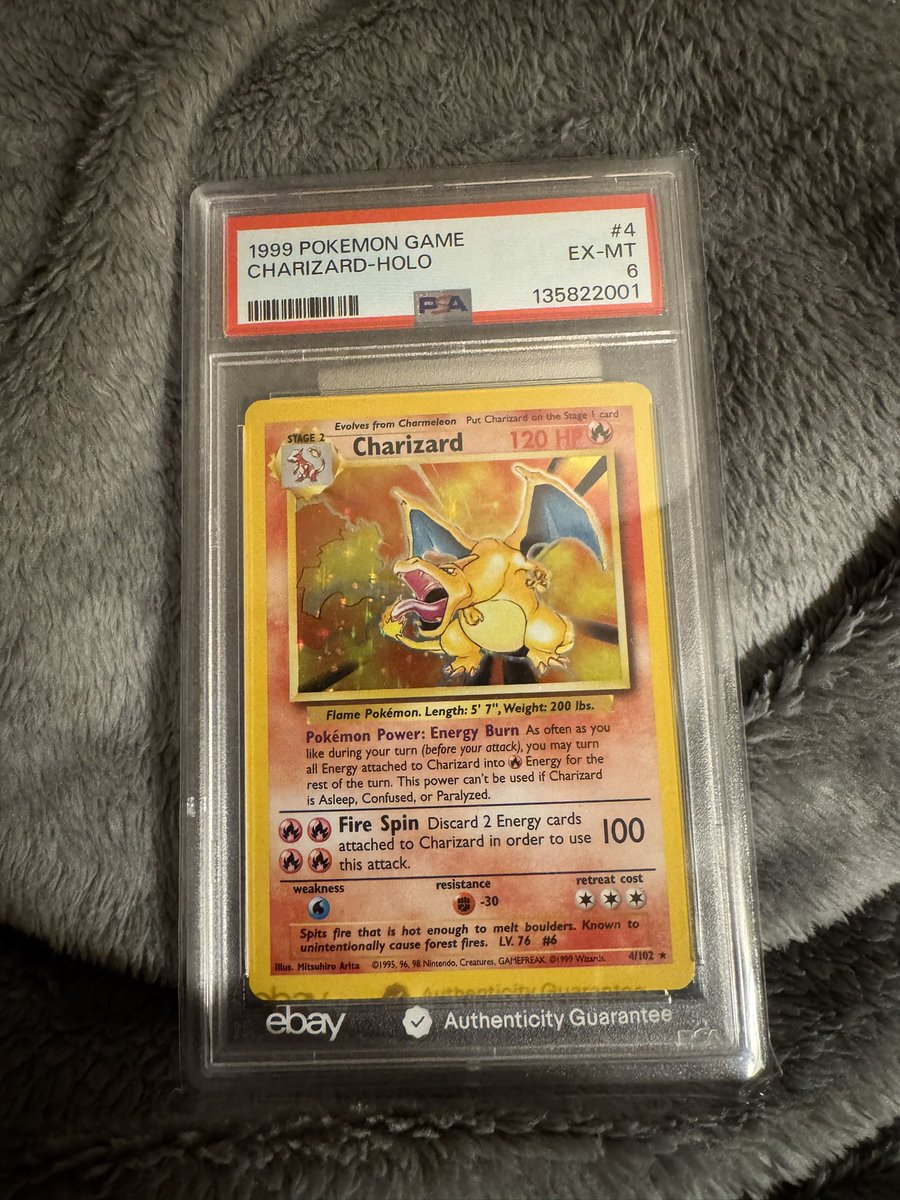 1999 POKEMON GAME #4
CHARIZARD-HOLO EX-MT
6
PSA 135822001
Evolves from Charmeleon Put Charizard on the Stage 1 card
STAGE 2 Charizard 120 HP
Flame Pokémon. Length: 5' 7", Weight: 200 lbs.
Pokémon Power: Energy Burn As often as you
like during your turn (before your attack), you may turn
all Energy attached to Charizard into Energy for the
rest of the turn. This power can't be used if Charizard
is Asleep, Confused, or Paralyzed.
Fire Spin Discard 2 Energy cards
attached to Charizard in order to use 100
this attack.
weakness resistance retreat cost
-30
Spits fire that is hot enough to melt boulders. Known to
unintentionally cause forest fires. LV. 76 #6
Illus. Mitsuhiro Arita ©1995, 96, 98 Nintendo, Creatures, GAMEFREAK. ©1999 Wizards. 4/102 ★
ebay Authenticity Guarantee
ebay Authenticity Guarantee